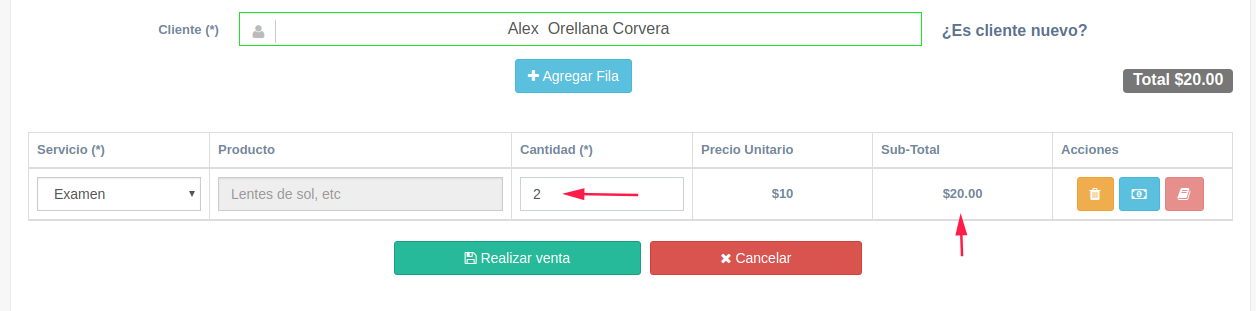 Cliente (*)
Alex Orellana Corvera
¿Es cliente nuevo?
Agregar Fila
Total $20.00
Servicio (*) Producto Cantidad (*) Precio Unitario Sub-Total Acciones
Examen Lentes de sol, etc 2 $10 $20.00
Realizar venta Cancelar